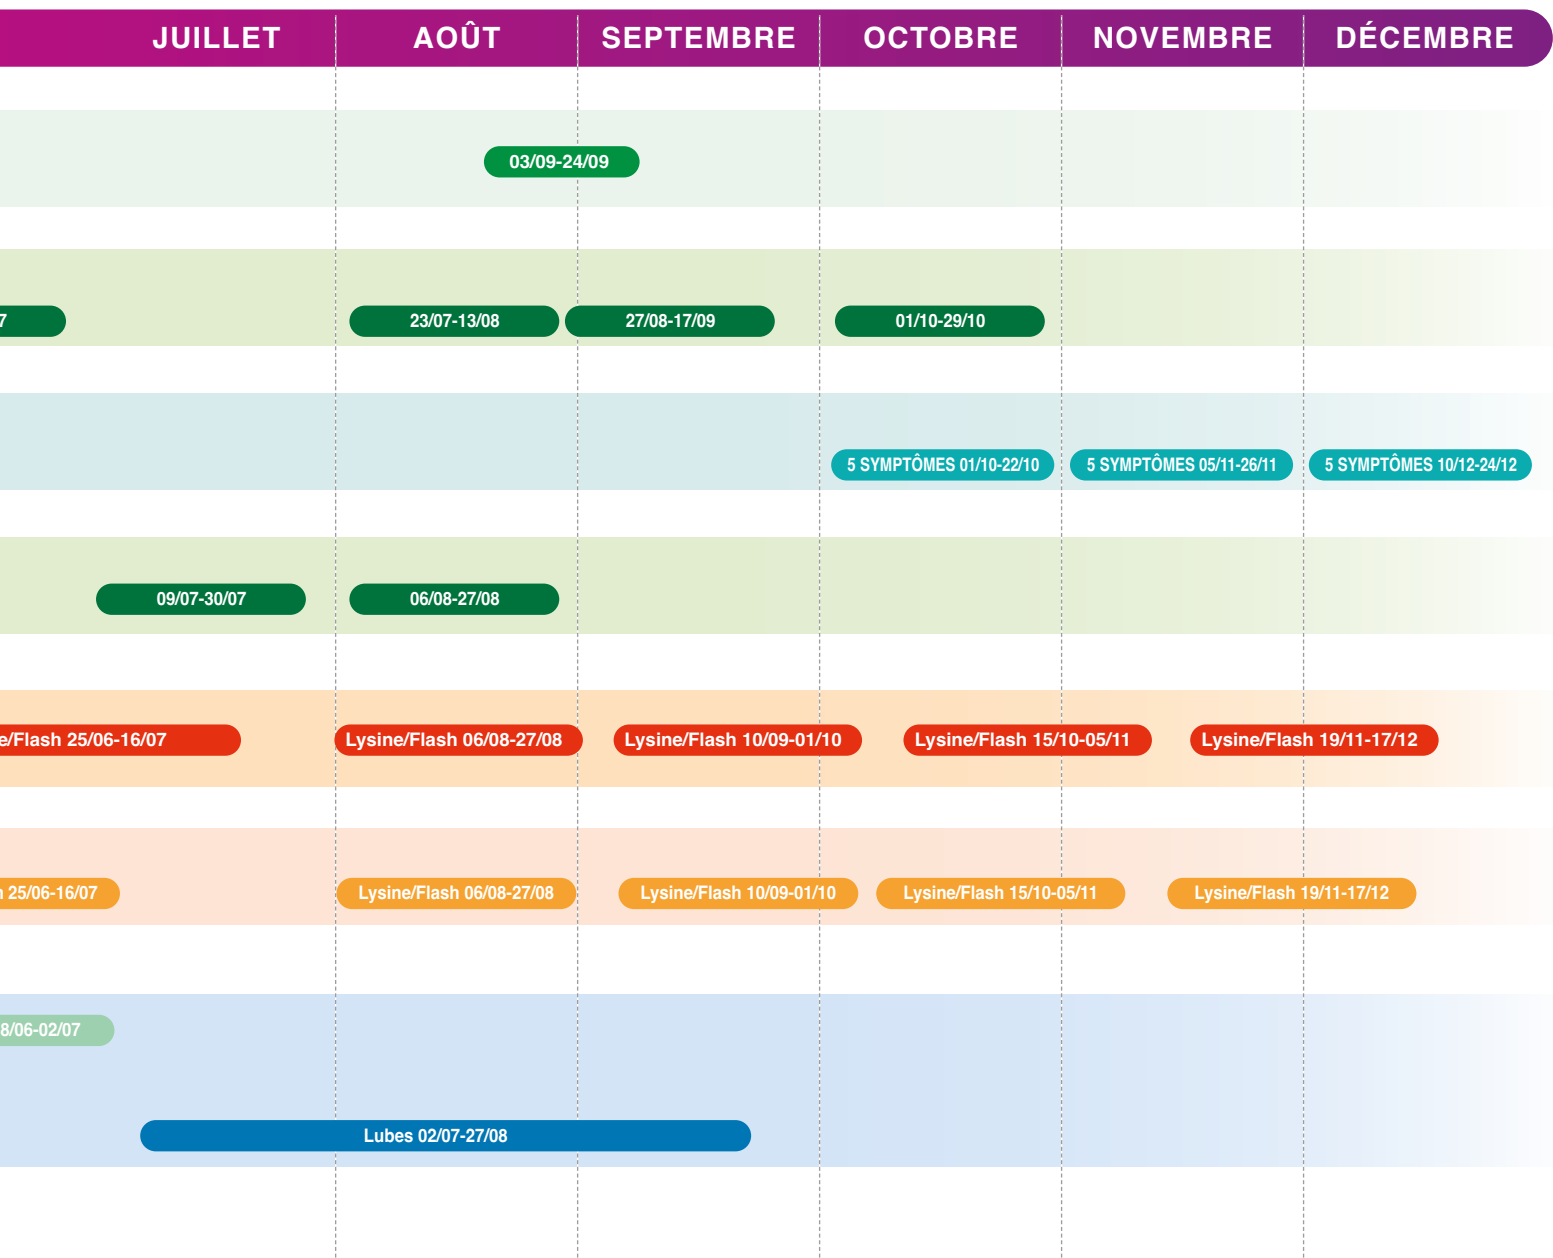 JUILLET AOÛT SEPTEMBRE OCTOBRE NOVEMBRE DÉCEMBRE
03/09-24/09
7 23/07-13/08 27/08-17/09 01/10-29/10
5 SYMPTÔMES 01/10-22/10 5 SYMPTÔMES 05/11-26/11 5 SYMPTÔMES 10/12-24/12
09/07-30/07 06/08-27/08
e/Flash 25/06-16/07 Lysine/Flash 06/08-27/08 Lysine/Flash 10/09-01/10 Lysine/Flash 15/10-05/11 Lysine/Flash 19/11-17/12
h 25/06-16/07 Lysine/Flash 06/08-27/08 Lysine/Flash 10/09-01/10 Lysine/Flash 15/10-05/11 Lysine/Flash 19/11-17/12
8/06-02/07
Lubes 02/07-27/08